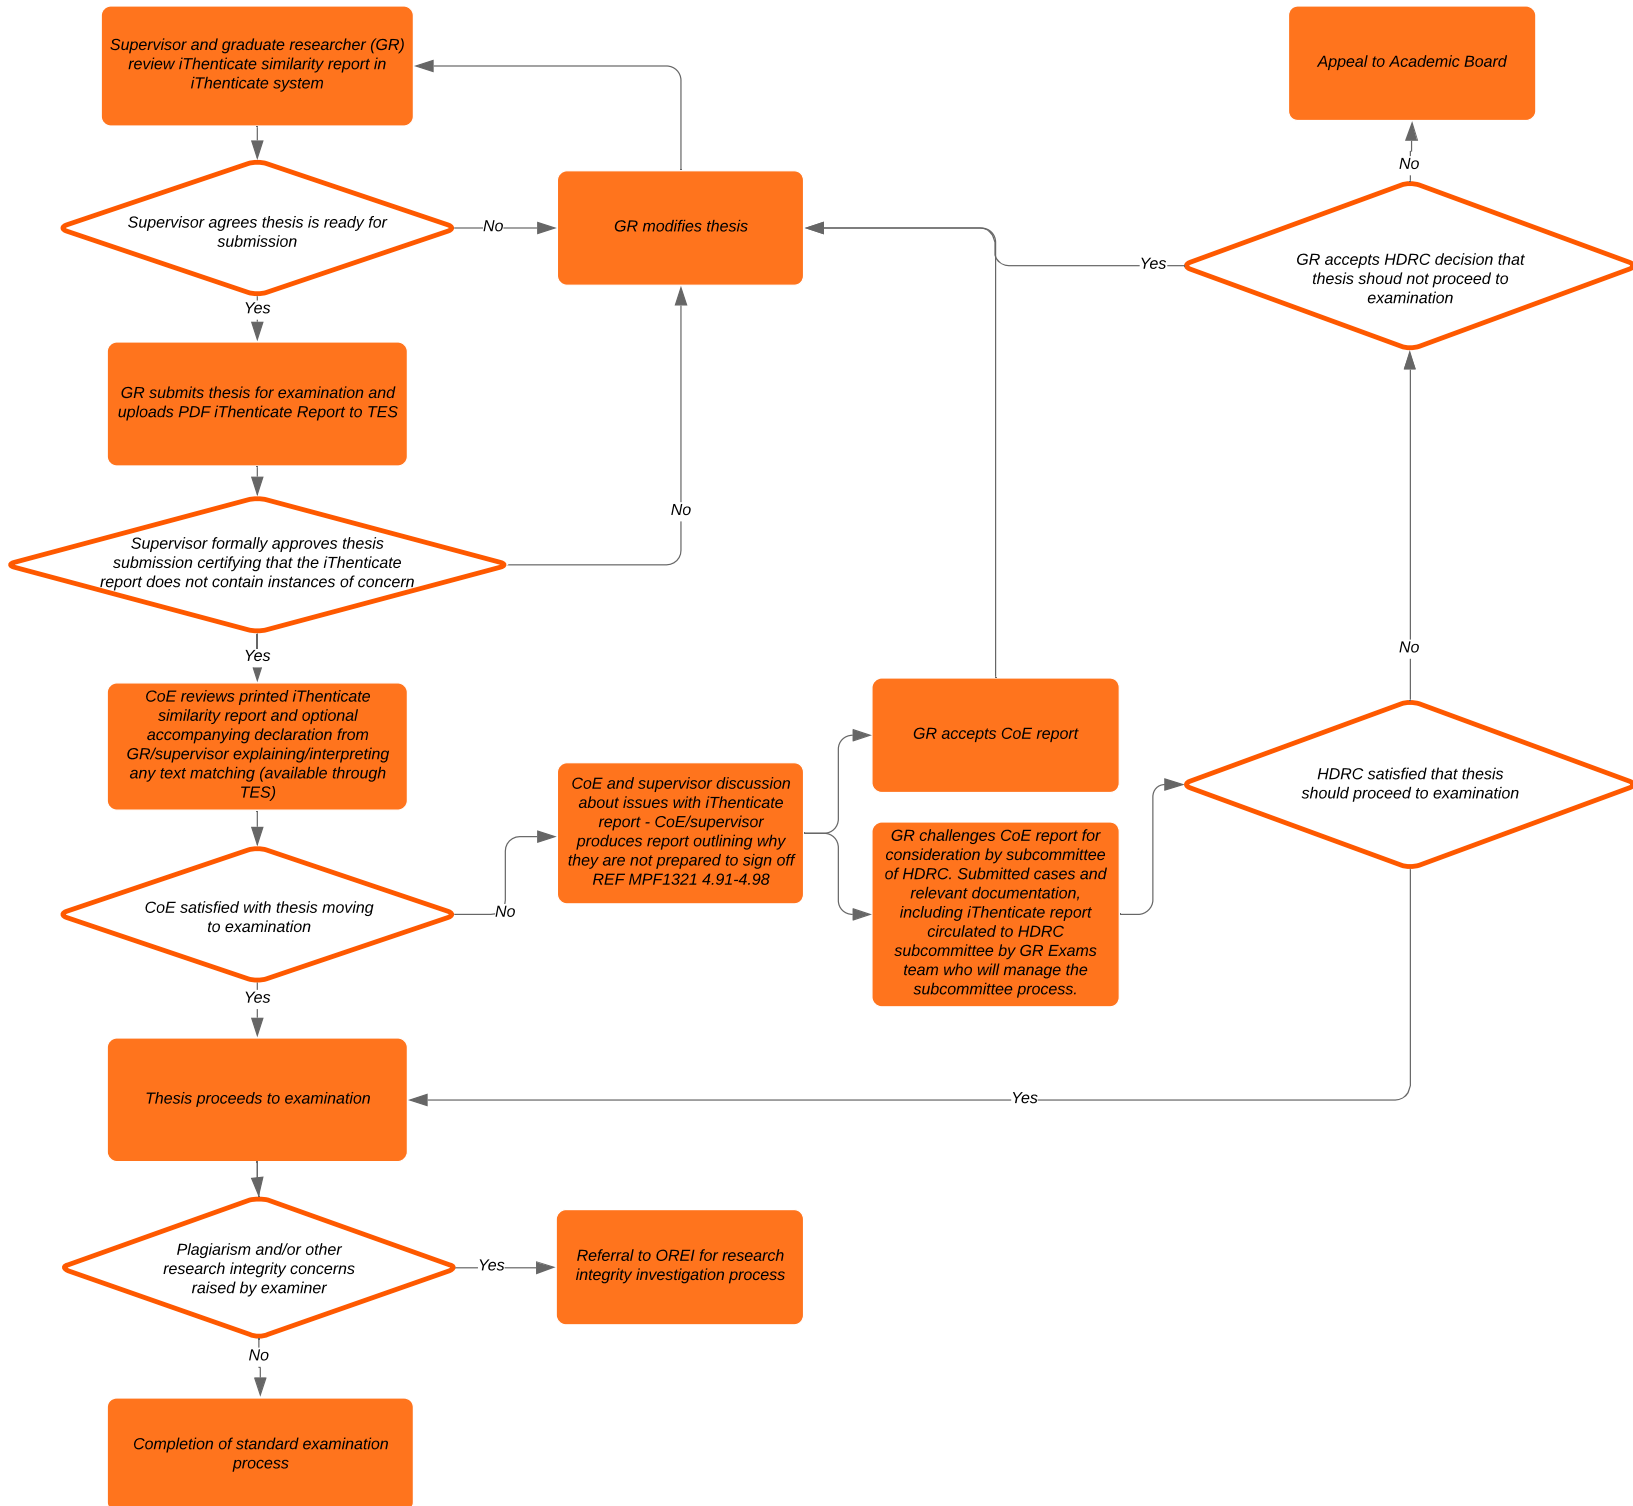 Supervisor and graduate researcher (GR)
review iThenticate similarity report in
iThenticate system
Appeal to Academic Board
No
Supervisor agrees thesis is ready for
submission
No
GR modifies thesis
Yes
GR accepts HDRC decision that
thesis shoud not proceed to
examination
Yes
GR submits thesis for examination and
uploads PDF iThenticate Report to TES
No
Supervisor formally approves thesis
submission certifying that the iThenticate
report does not contain instances of concern
Yes
No
CoE reviews printed iThenticate
similarity report and optional
accompanying declaration from
GR/supervisor explaining/interpreting
any text matching (available through
TES)
GR accepts CoE report
HDRC satisfied that thesis
should proceed to examination
CoE and supervisor discussion
about issues with iThenticate
report - CoE/supervisor
produces report outlining why
they are not prepared to sign off
REF MPF1321 4.91-4.98
GR challenges CoE report for
consideration by subcommittee
of HDRC. Submitted cases and
relevant documentation,
including iThenticate report
circulated to HDRC
subcommittee by GR Exams
team who will manage the
subcommittee process.
CoE satisfied with thesis moving
to examination
No
Yes
Thesis proceeds to examination
Yes
Plagiarism and/or other
research integrity concerns
raised by examiner
Yes
Referral to OREI for research
integrity investigation process
No
Completion of standard examination
process